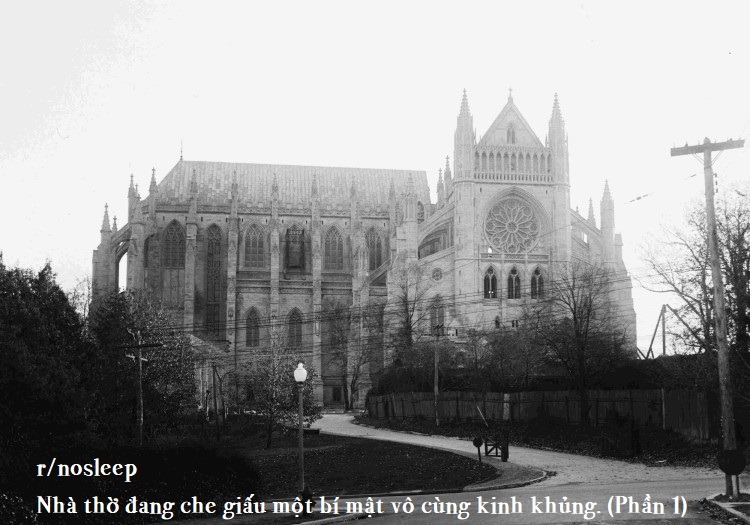 r/nosleep
Nhà thờ đang che giấu một bí mật vô cùng kinh khủng. (Phần 1)